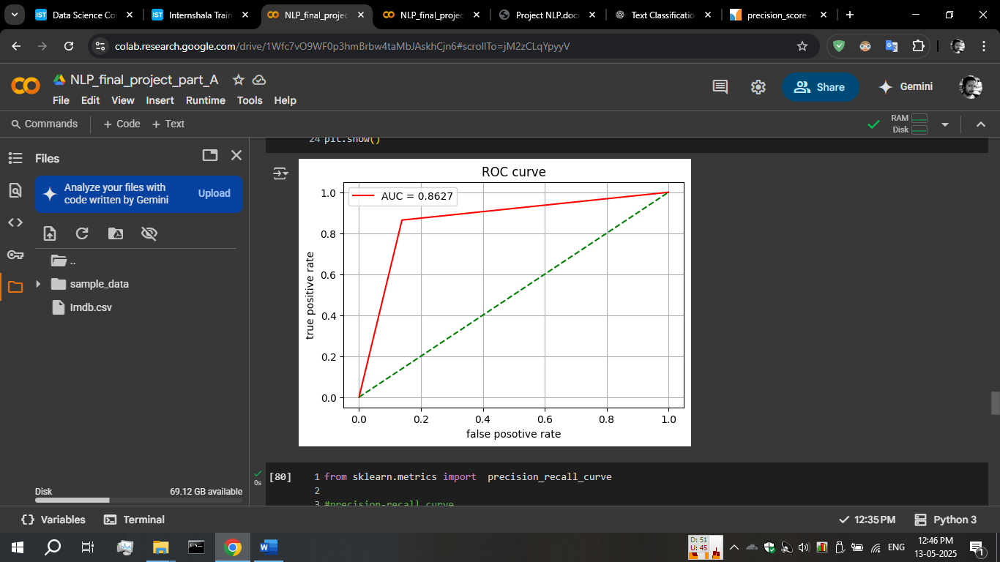 Data Science Co
Internshala Train
NLP_final_projec
NLP_final_projec
Project NLP.doc
Text Classificatio
precision_score
colab.research.google.com/drive/1Wfc7vO9WF0p3hmBrbw4taMbJAskhCjn6#scrollTo=jM2zCLqYpyyV
NLP_final_project_part_A
File Edit View Insert Runtime Tools Help
Share
Gemini
Commands + Code + Text
RAM
Disk
Files
Analyze your files with
code written by Gemini
Upload
..
sample_data
Imdb.csv
Disk 69.12 GB available
24 plt.show()
ROC curve
AUC = 0.8627
1.0
0.8
0.6
0.4
0.2
0.0
true positive rate
0.0 0.2 0.4 0.6 0.8 1.0
false posotive rate
0s
[80] 1 from sklearn.metrics import precision_recall_curve
2
3 #precision-recall curve
Variables Terminal
12:35 PM Python 3
D: 51
U: 45
ENG
12:46 PM
13-05-2025
1